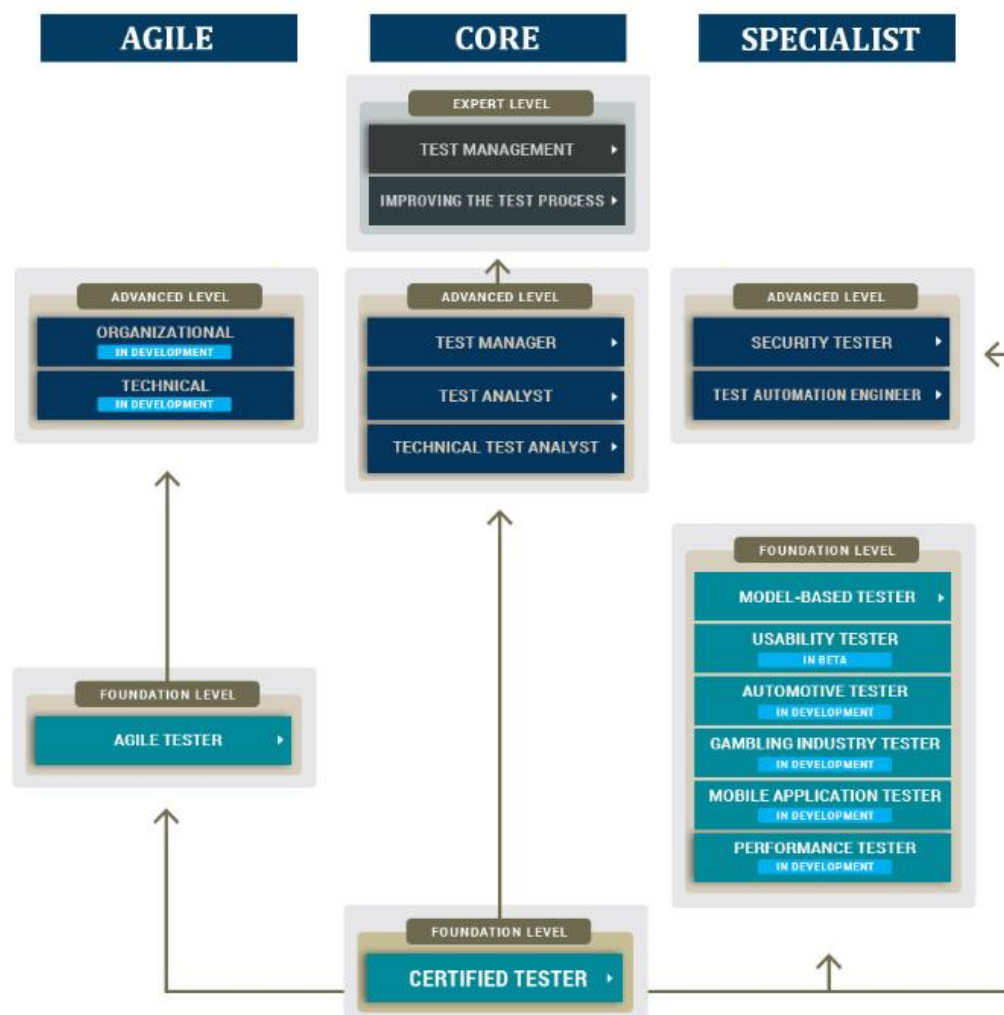 AGILE
CORE
SPECIALIST
EXPERT LEVEL
TEST MANAGEMENT
IMPROVING THE TEST PROCESS
ADVANCED LEVEL
ORGANIZATIONAL
IN DEVELOPMENT
TECHNICAL
IN DEVELOPMENT
ADVANCED LEVEL
TEST MANAGER
TEST ANALYST
TECHNICAL TEST ANALYST
ADVANCED LEVEL
SECURITY TESTER
TEST AUTOMATION ENGINEER
FOUNDATION LEVEL
AGILE TESTER
FOUNDATION LEVEL
MODEL-BASED TESTER
USABILITY TESTER
IN BETA
AUTOMOTIVE TESTER
IN DEVELOPMENT
GAMBLING INDUSTRY TESTER
IN DEVELOPMENT
MOBILE APPLICATION TESTER
IN DEVELOPMENT
PERFORMANCE TESTER
IN DEVELOPMENT
FOUNDATION LEVEL
CERTIFIED TESTER